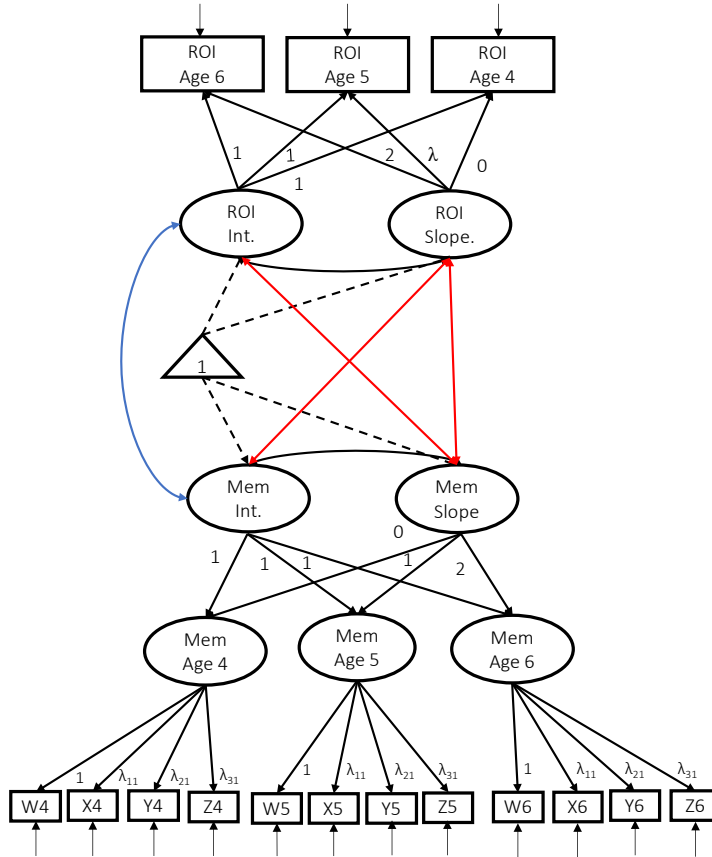 ROI
Age 6
ROI
Age 5
ROI
Age 4
1
1
1
2
λ
0
ROI
Int.
ROI
Slope.
1
Mem
Int.
Mem
Slope
1
1
1
0
1
2
Mem
Age 4
Mem
Age 5
Mem
Age 6
1
λ11
λ21
λ31
1
λ11
λ21
λ31
1
λ11
λ21
λ31
W4
X4
Y4
Z4
W5
X5
Y5
Z5
W6
X6
Y6
Z6